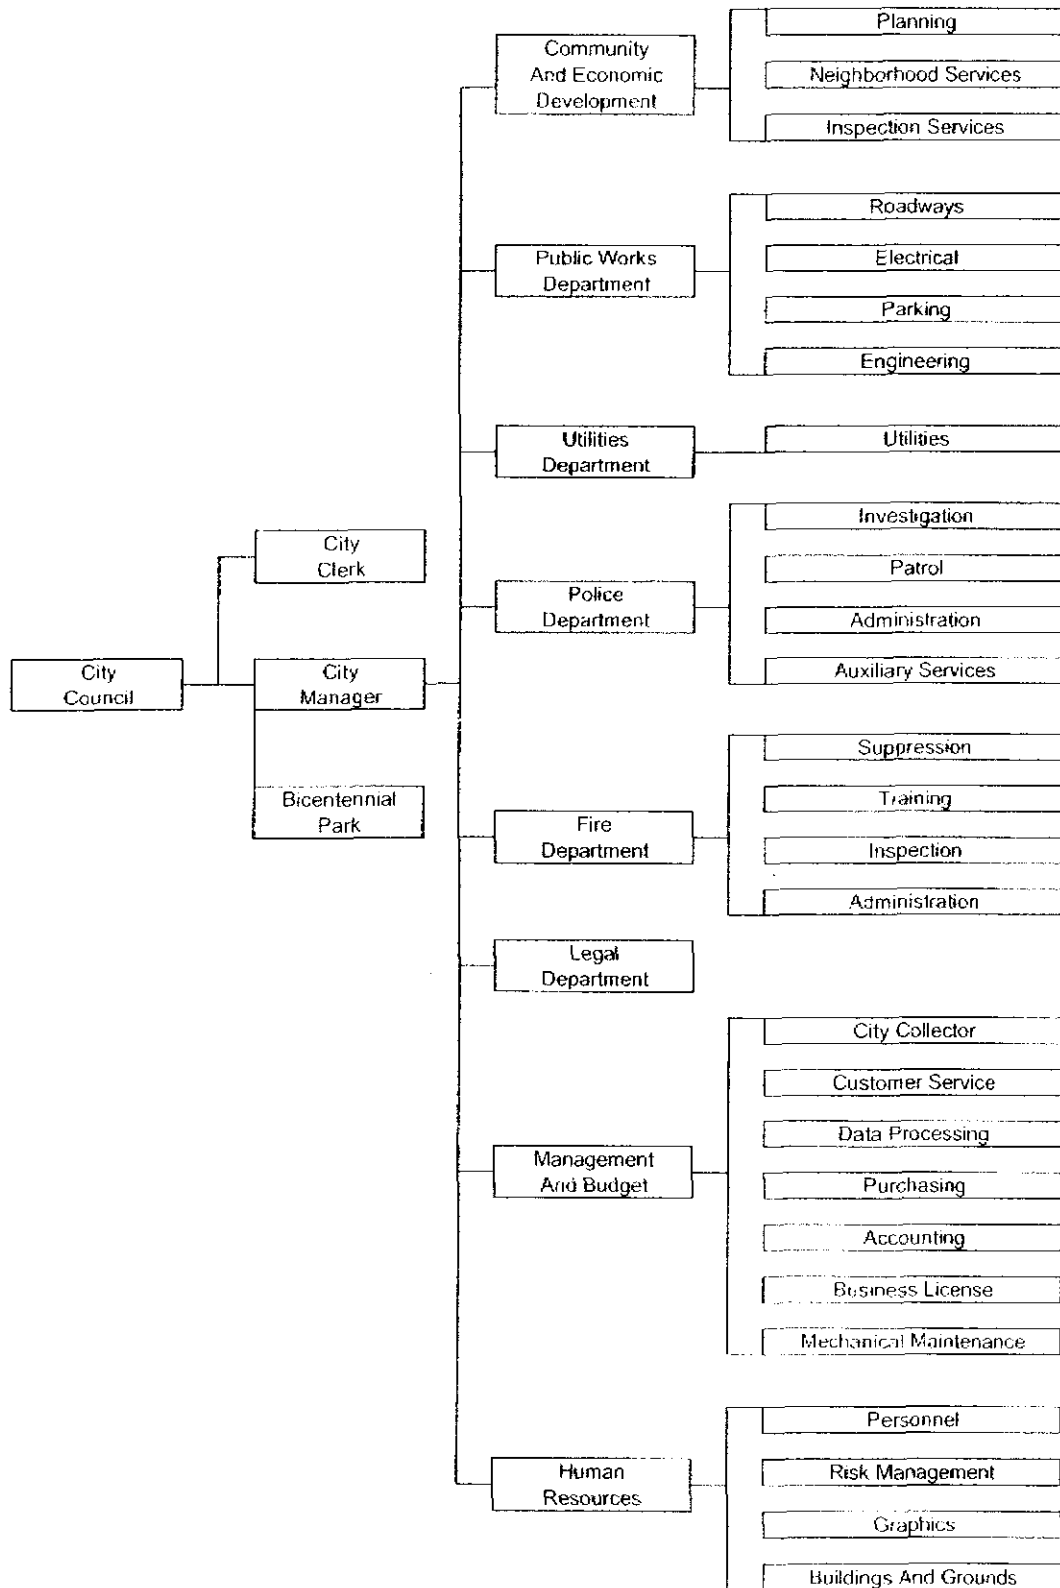 City
Council
City
Clerk
City
Manager
Bicentennial
Park
Community
And Economic
Development
Planning
Neighborhood Services
Inspection Services
Public Works
Department
Roadways
Electrical
Parking
Engineering
Utilities
Department
Utilities
Police
Department
Investigation
Patrol
Administration
Auxiliary Services
Fire
Department
Suppression
Training
Inspection
Administration
Legal
Department
Management
And Budget
City Collector
Customer Service
Data Processing
Purchasing
Accounting
Business License
Mechanical Maintenance
Human
Resources
Personnel
Risk Management
Graphics
Buildings And Grounds